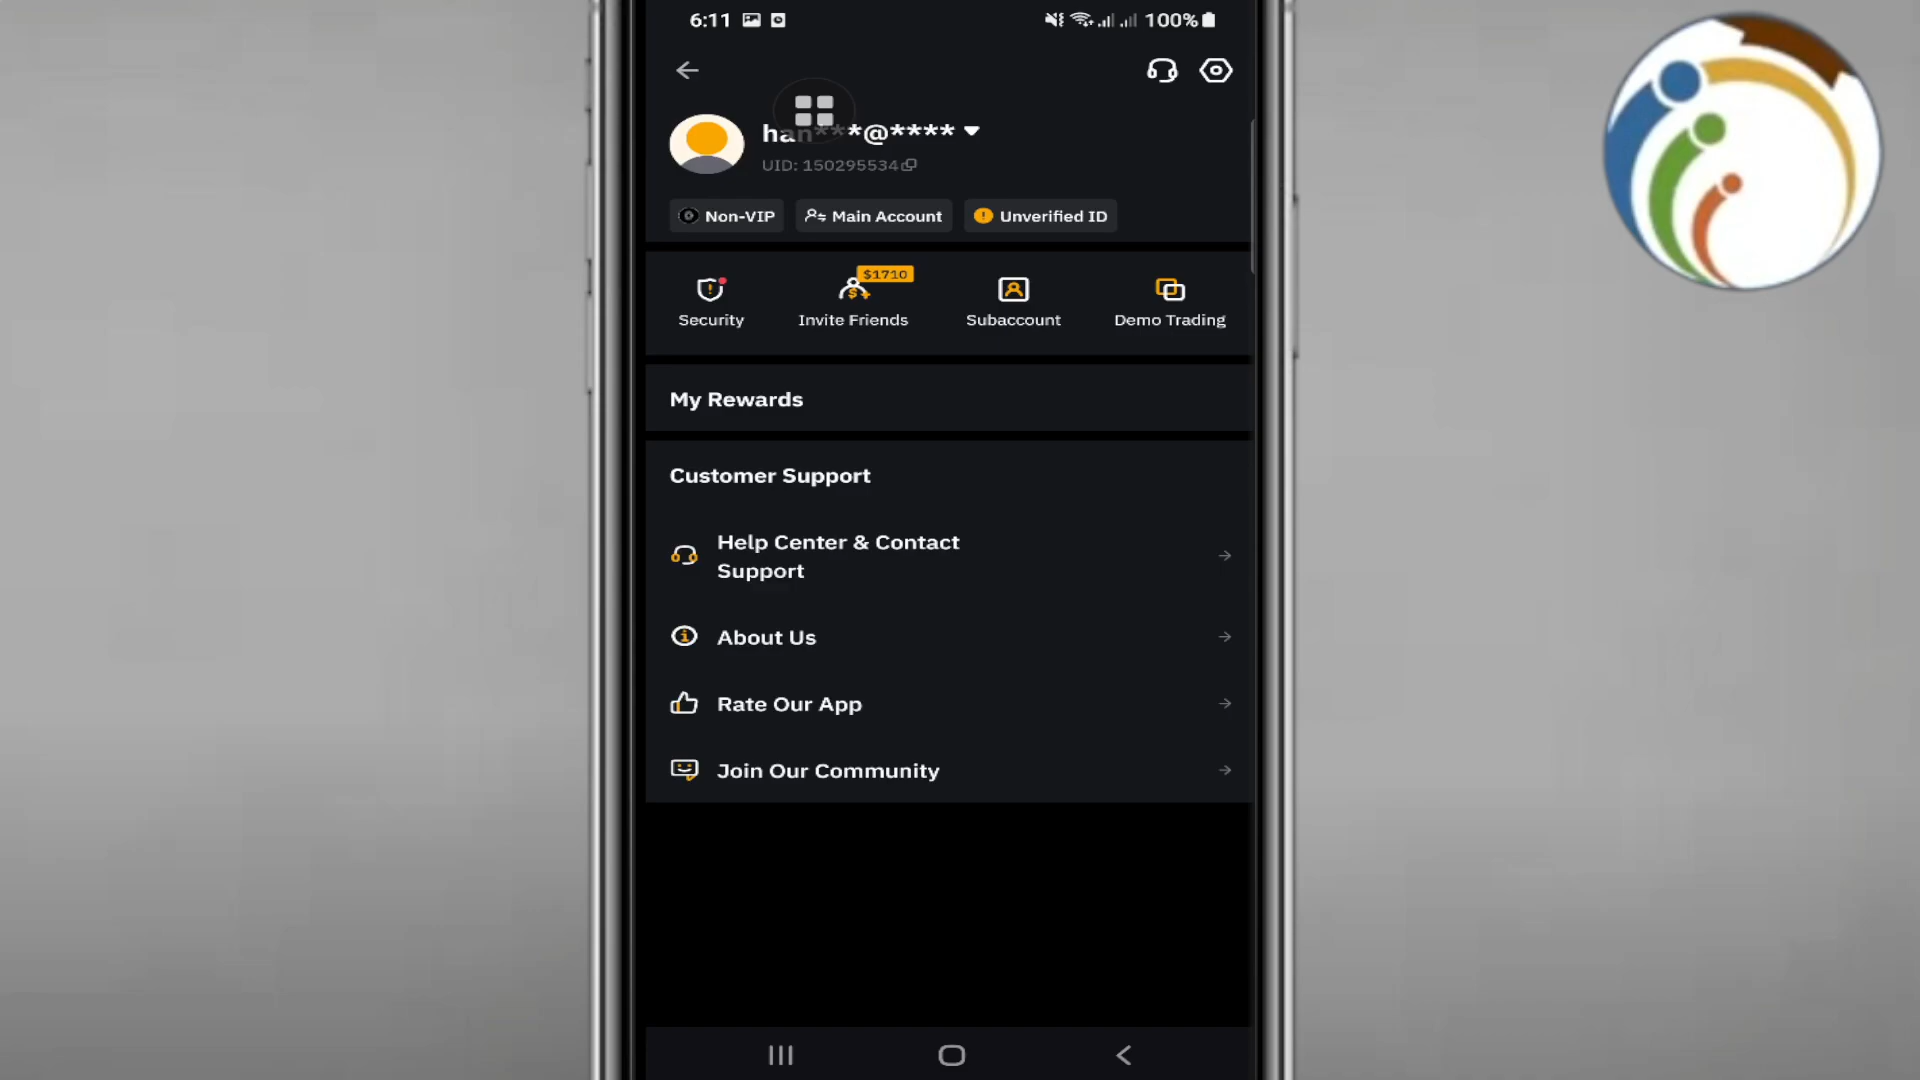 6:11 100%
han***@****
UID: 150295534
Non-VIP Main Account Unverified ID
$1710
Security Invite Friends Subaccount Demo Trading
My Rewards
Customer Support
Help Center & Contact
Support
About Us
Rate Our App
Join Our Community